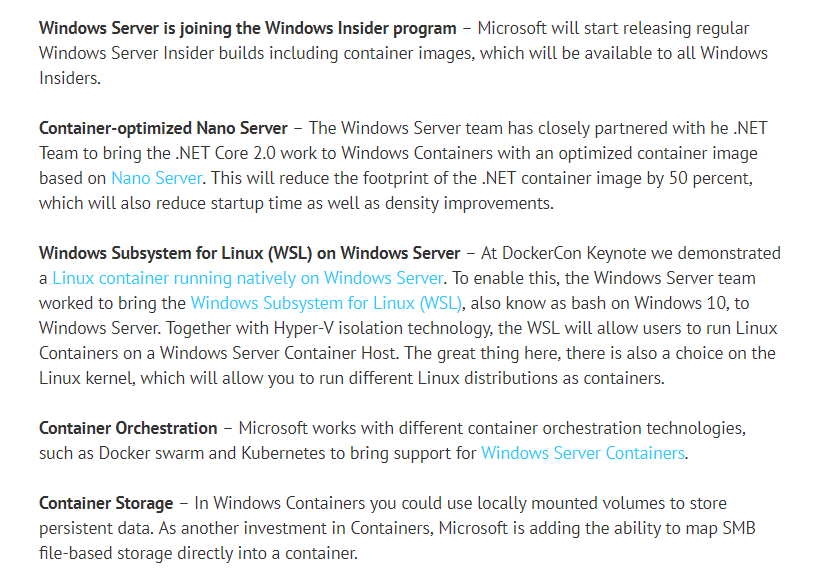 Windows Server is joining the Windows Insider program – Microsoft will start releasing regular
Windows Server Insider builds including container images, which will be available to all Windows
Insiders.
Container-optimized Nano Server – The Windows Server team has closely partnered with he .NET
Team to bring the .NET Core 2.0 work to Windows Containers with an optimized container image
based on Nano Server. This will reduce the footprint of the .NET container image by 50 percent,
which will also reduce startup time as well as density improvements.
Windows Subsystem for Linux (WSL) on Windows Server – At DockerCon Keynote we demonstrated
a Linux container running natively on Windows Server. To enable this, the Windows Server team
worked to bring the Windows Subsystem for Linux (WSL), also know as bash on Windows 10, to
Windows Server. Together with Hyper-V isolation technology, the WSL will allow users to run Linux
Containers on a Windows Server Container Host. The great thing here, there is also a choice on the
Linux kernel, which will allow you to run different Linux distributions as containers.
Container Orchestration – Microsoft works with different container orchestration technologies,
such as Docker swarm and Kubernetes to bring support for Windows Server Containers.
Container Storage – In Windows Containers you could use locally mounted volumes to store
persistent data. As another investment in Containers, Microsoft is adding the ability to map SMB
file-based storage directly into a container.